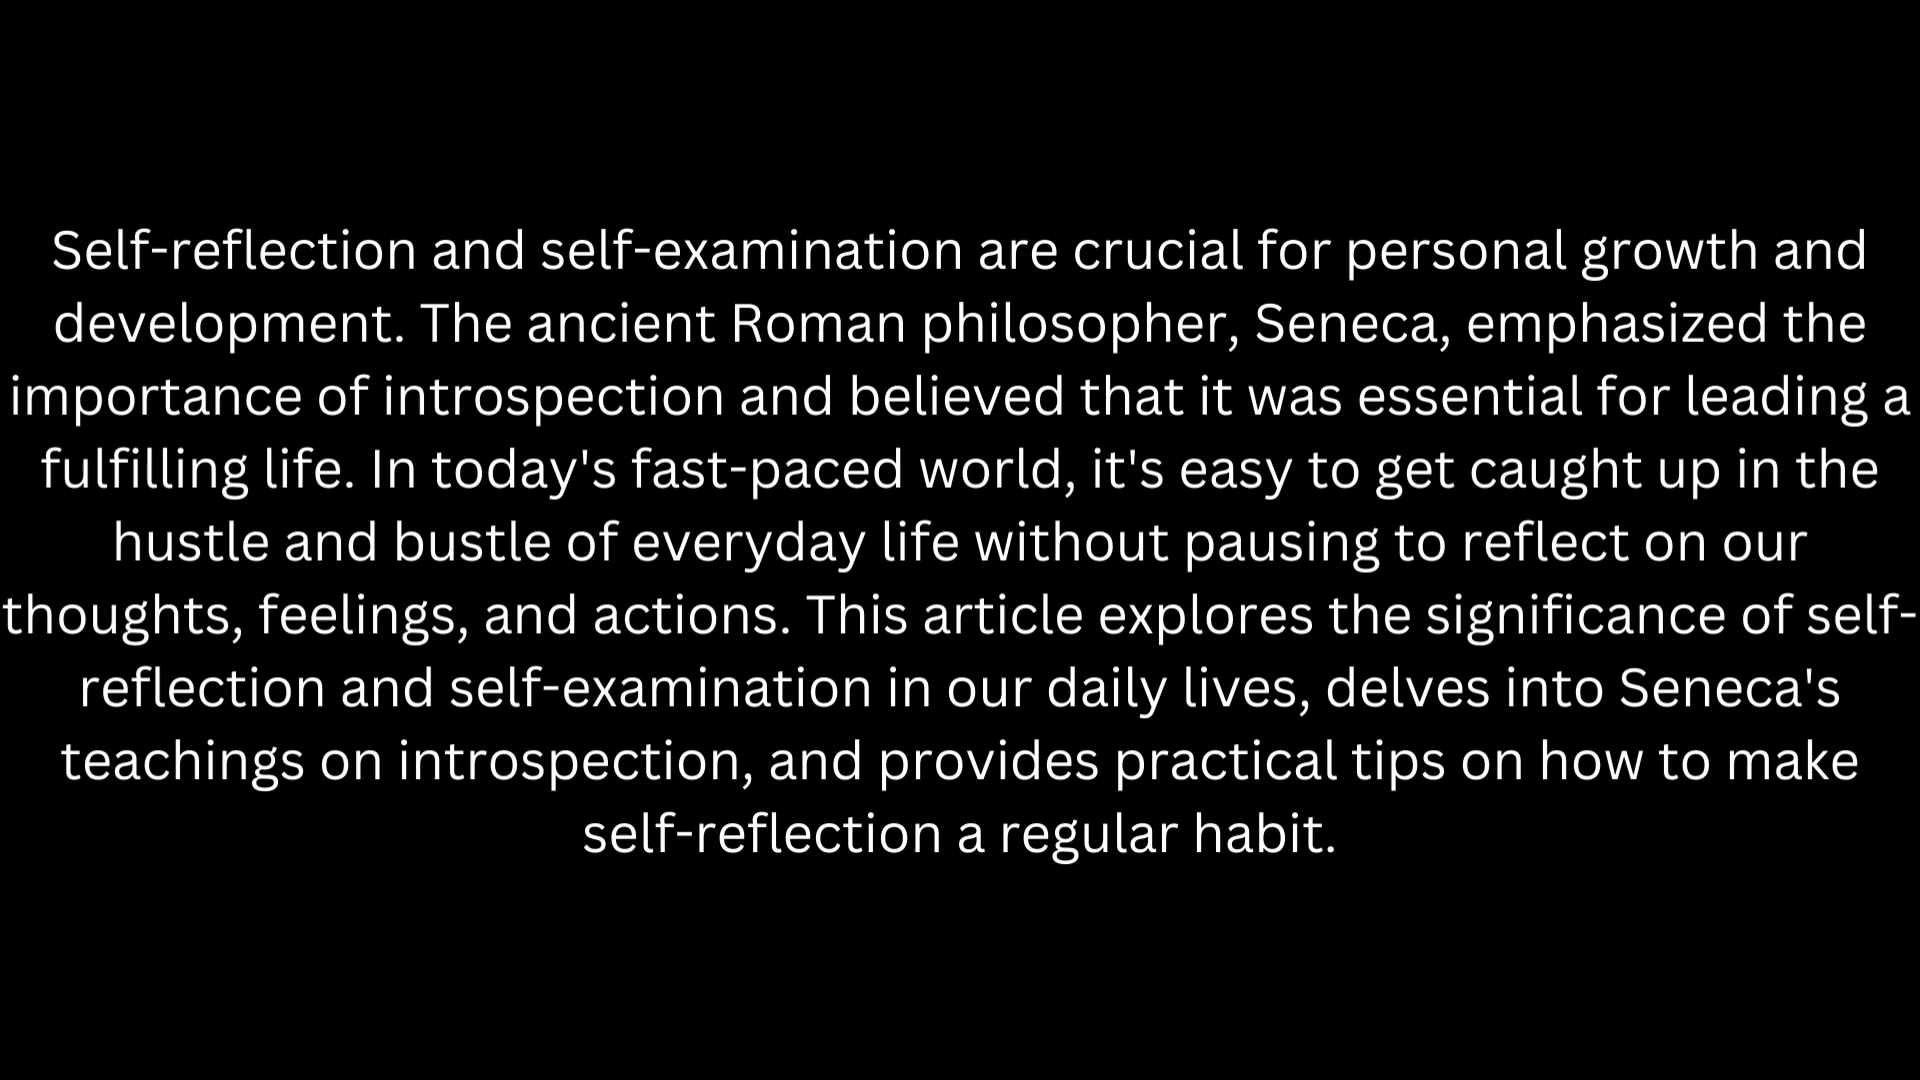 Self-reflection and self-examination are crucial for personal growth and
development. The ancient Roman philosopher, Seneca, emphasized the
importance of introspection and believed that it was essential for leading a
fulfilling life. In today's fast-paced world, it's easy to get caught up in the
hustle and bustle of everyday life without pausing to reflect on our
thoughts, feelings, and actions. This article explores the significance of self-
reflection and self-examination in our daily lives, delves into Seneca's
teachings on introspection, and provides practical tips on how to make
self-reflection a regular habit.